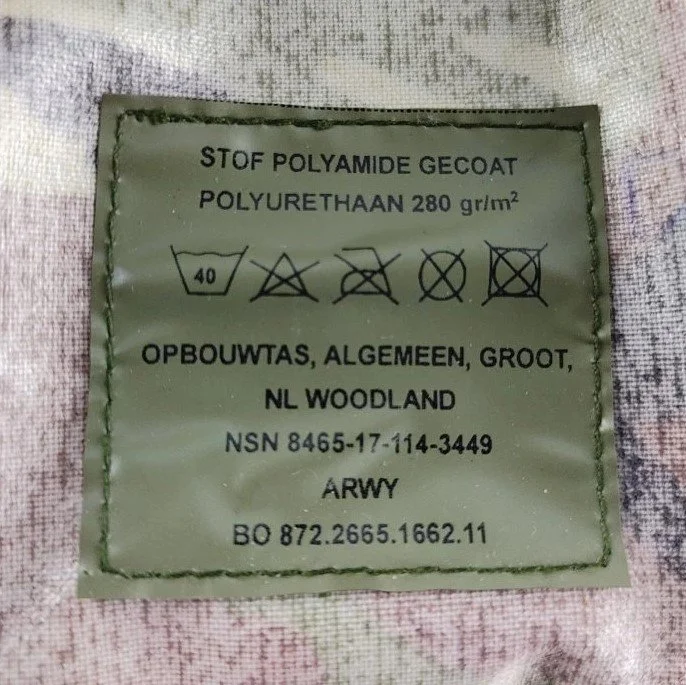 STOF POLYAMIDE GECOAT
POLYURETHAAN 280 gr/m²
40
OPBOUWTAS, ALGEMEEN, GROOT,
NL WOODLAND
NSN 8465-17-114-3449
ARWY
BO 872.2665.1662.11